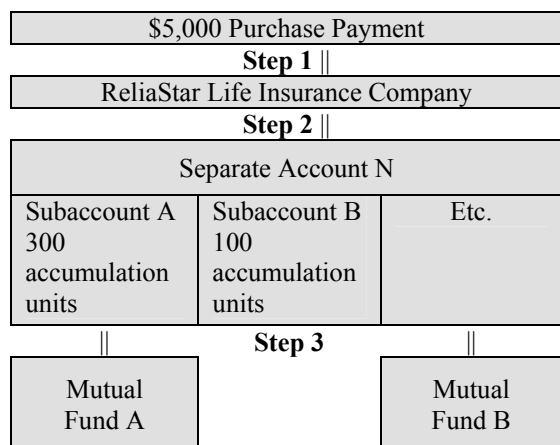 $5,000 Purchase Payment
Step 1 ||
ReliaStar Life Insurance Company
Step 2 ||
Separate Account N
Subaccount A
300
accumulation
units
Subaccount B
100
accumulation
units
Etc.
|| Step 3 ||
Mutual
Fund A
Mutual
Fund B